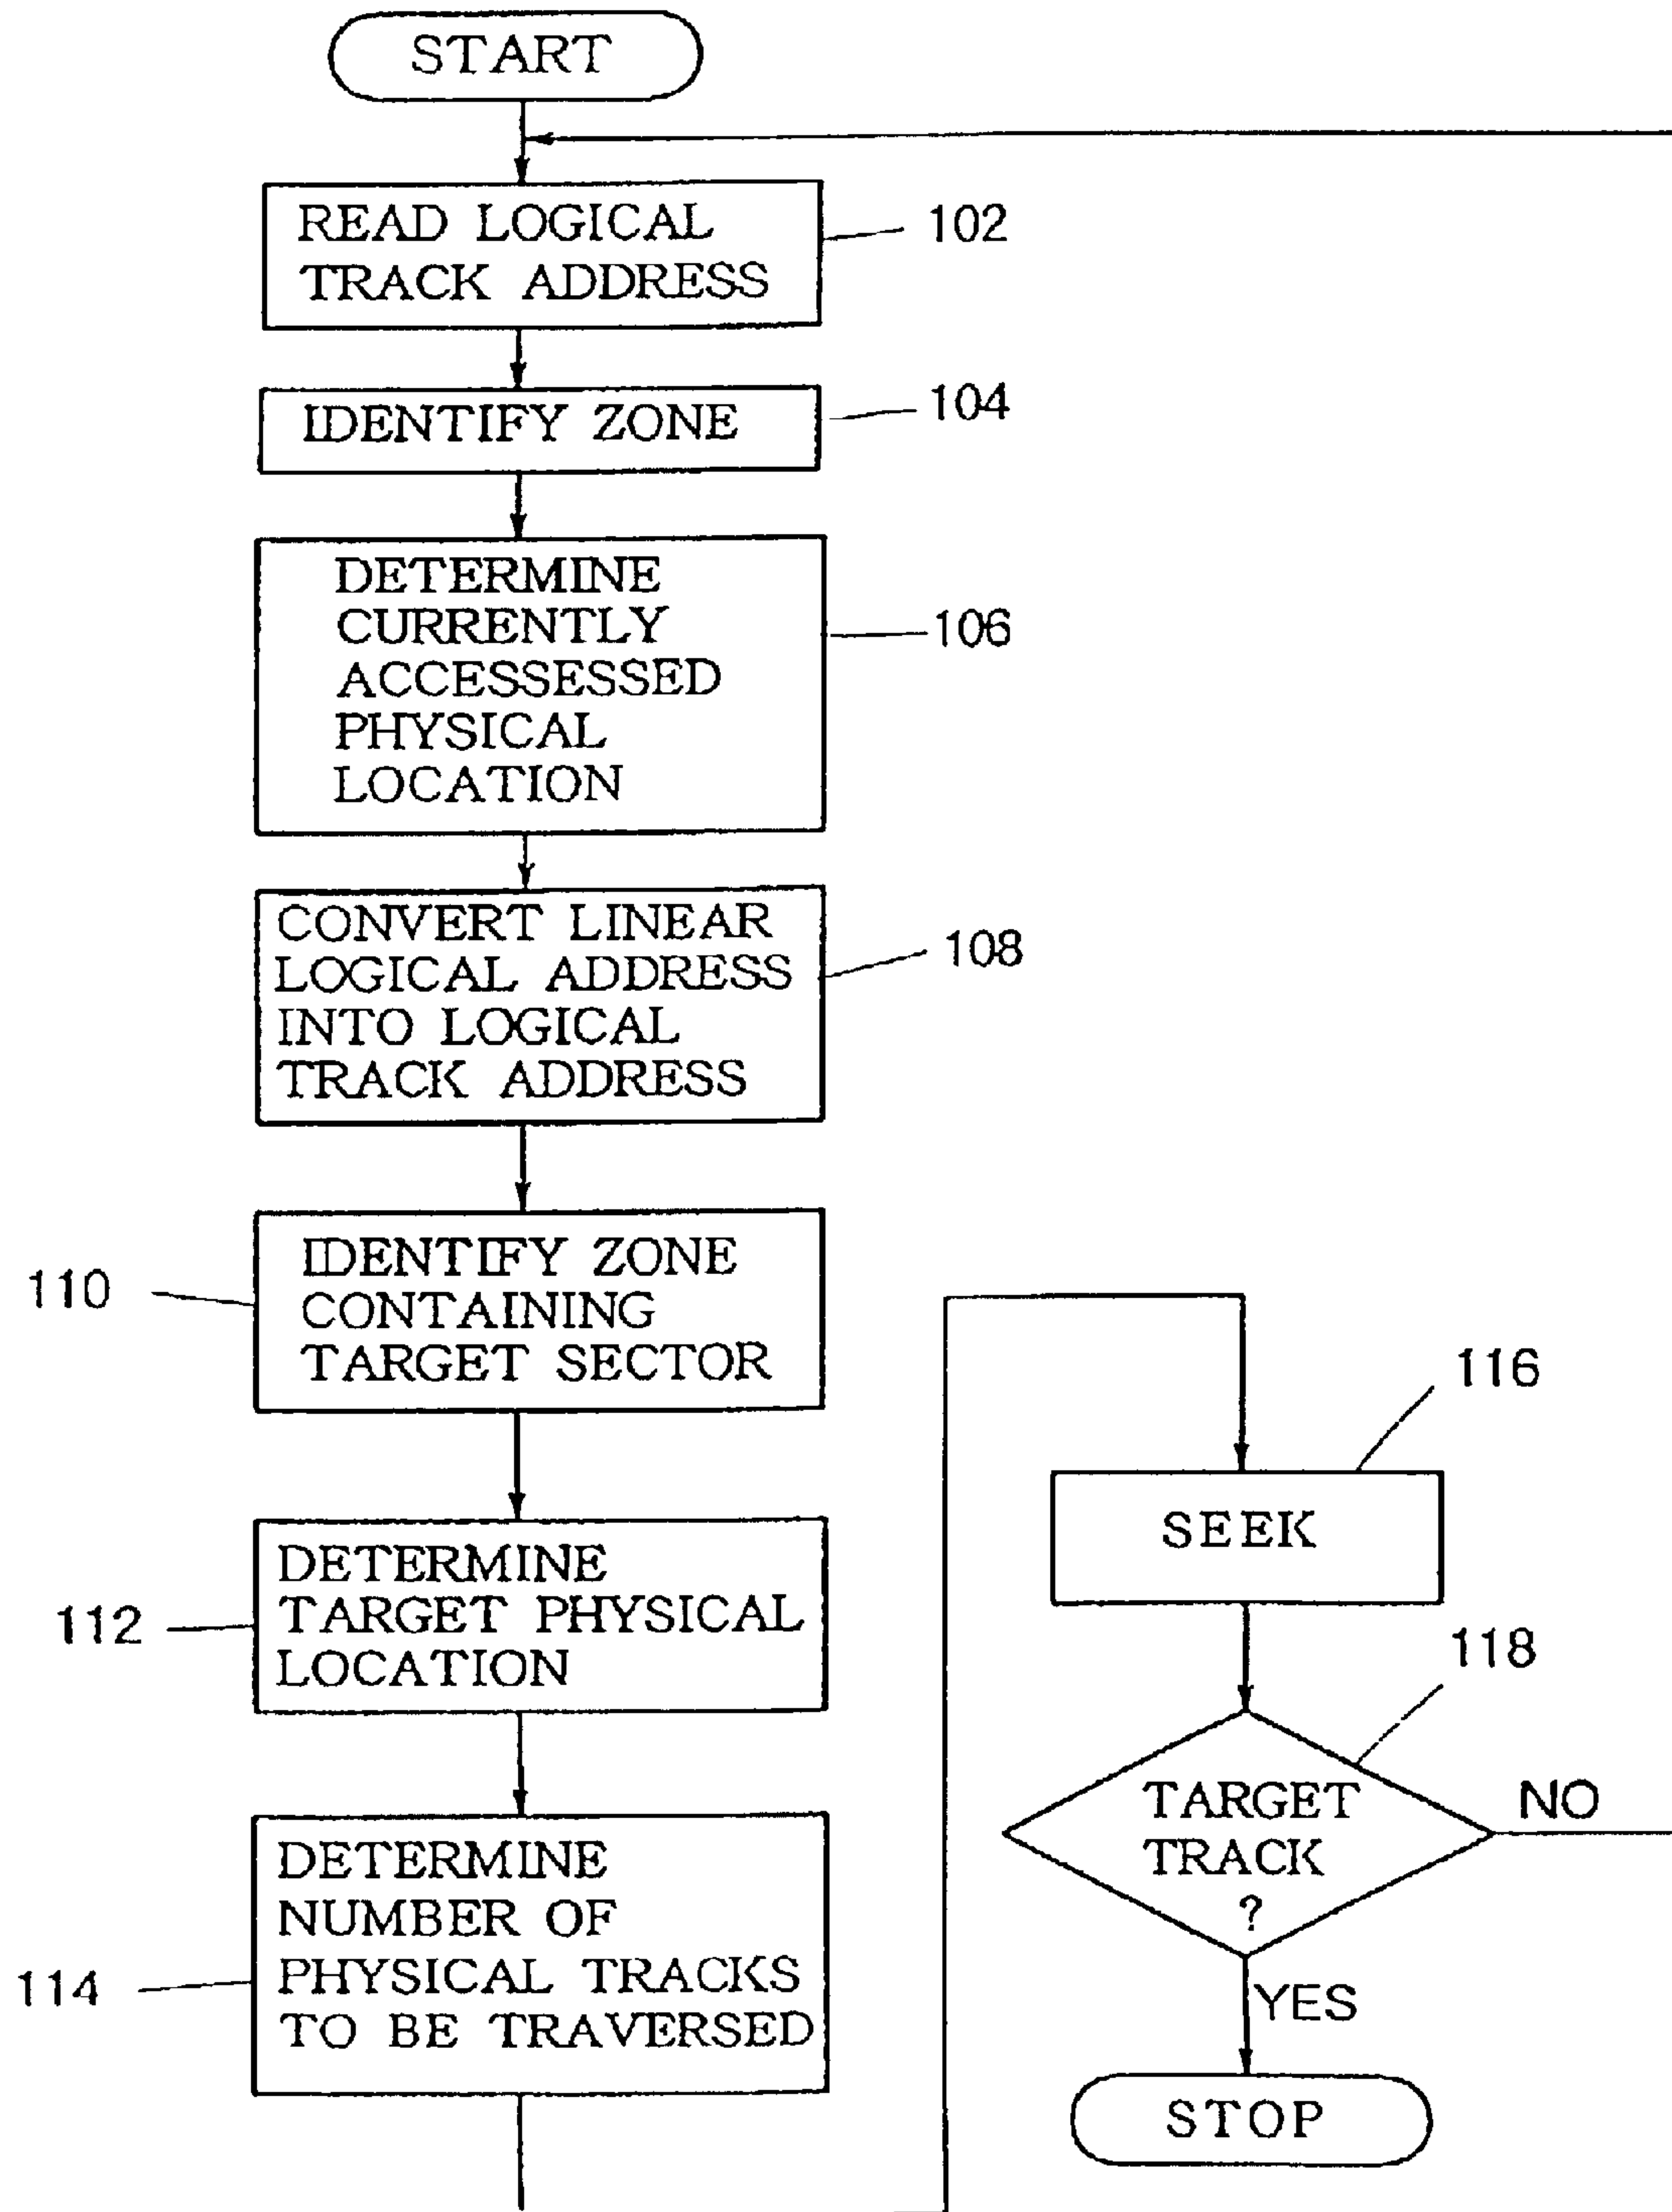 START
READ LOGICAL
TRACK ADDRESS
102
IDENTIFY ZONE
104
DETERMINE
CURRENTLY
ACCESSESSED
PHYSICAL
LOCATION
106
CONVERT LINEAR
LOGICAL ADDRESS
INTO LOGICAL
TRACK ADDRESS
108
IDENTIFY ZONE
CONTAINING
TARGET SECTOR
110
DETERMINE
TARGET PHYSICAL
LOCATION
112
DETERMINE
NUMBER OF
PHYSICAL TRACKS
TO BE TRAVERSED
114
SEEK
116
TARGET
TRACK
?
118
NO
YES
STOP